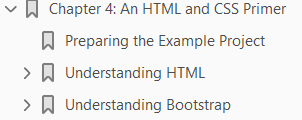 Chapter 4: An HTML and CSS Primer
Preparing the Example Project
Understanding HTML
Understanding Bootstrap